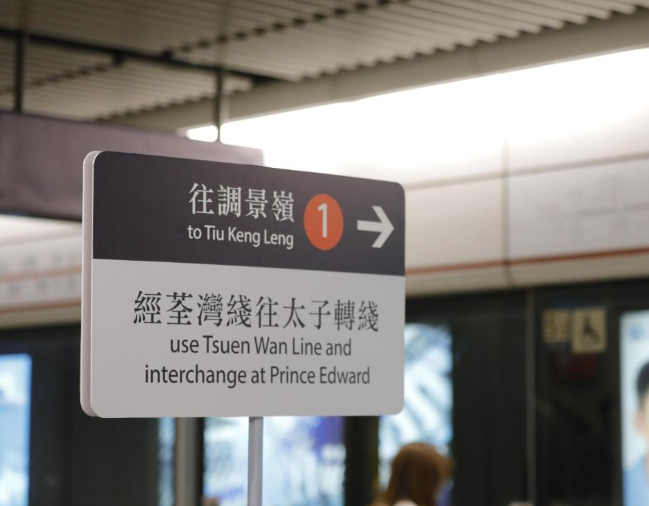 往調景嶺
to Tiu Keng Leng
1
經荃灣綫往太子轉綫
use Tsuen Wan Line and
interchange at Prince Edward